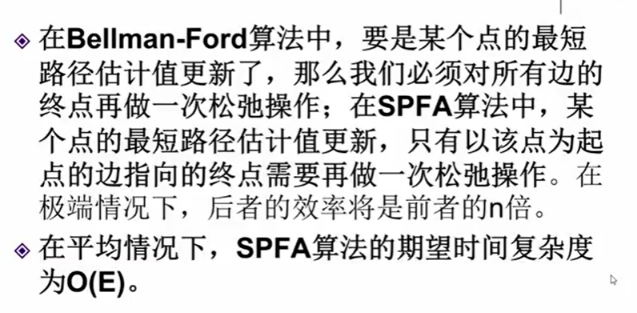 在Bellman-Ford算法中，要是某个点的最短
路径估计值更新了，那么我们必须对所有边的
终点再做一次松弛操作；在SPFA算法中，某
个点的最短路径估计值更新，只有以该点为起
点的边指向的终点需要再做一次松弛操作。在
极端情况下，后者的效率将是前者的n倍。
在平均情况下，SPFA算法的期望时间复杂度
为O(E)。